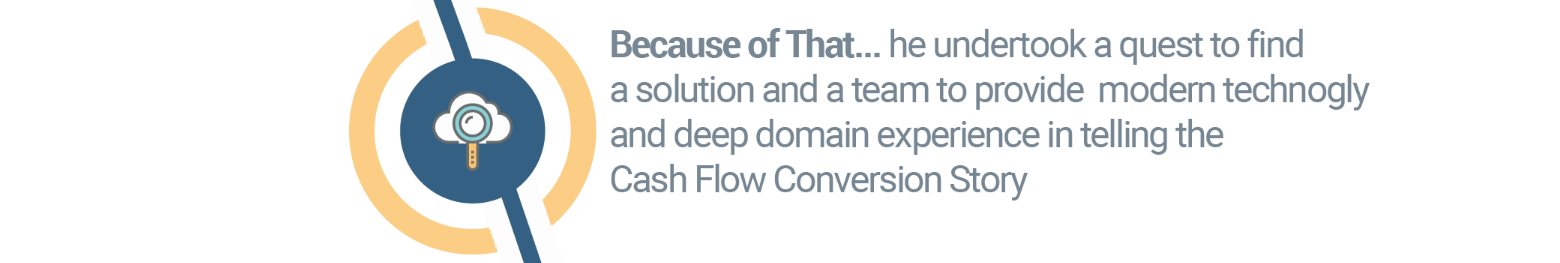 Because of That... he undertook a quest to find
a solution and a team to provide  modern technogly
and deep domain experience in telling the
Cash Flow Conversion Story